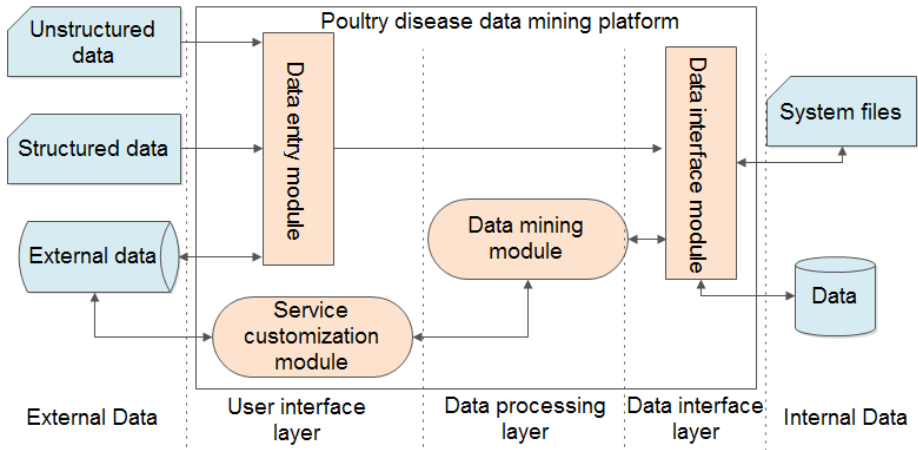 Poultry disease data mining platform
Unstructured
data
Structured data
External data
Data entry module
Service
customization
module
Data mining
module
Data interface module
System files
Data
External Data
User interface
layer
Data processing
layer
Data interface
layer
Internal Data